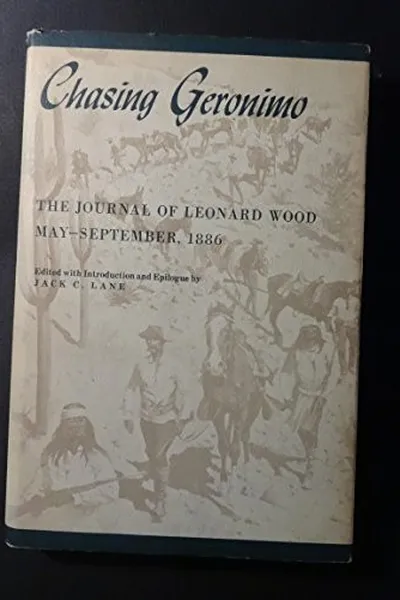 Chasing Geronimo
THE JOURNAL OF LEONARD WOOD
MAY–SEPTEMBER, 1886
Edited with Introduction and Epilogue by
JACK C. LANE